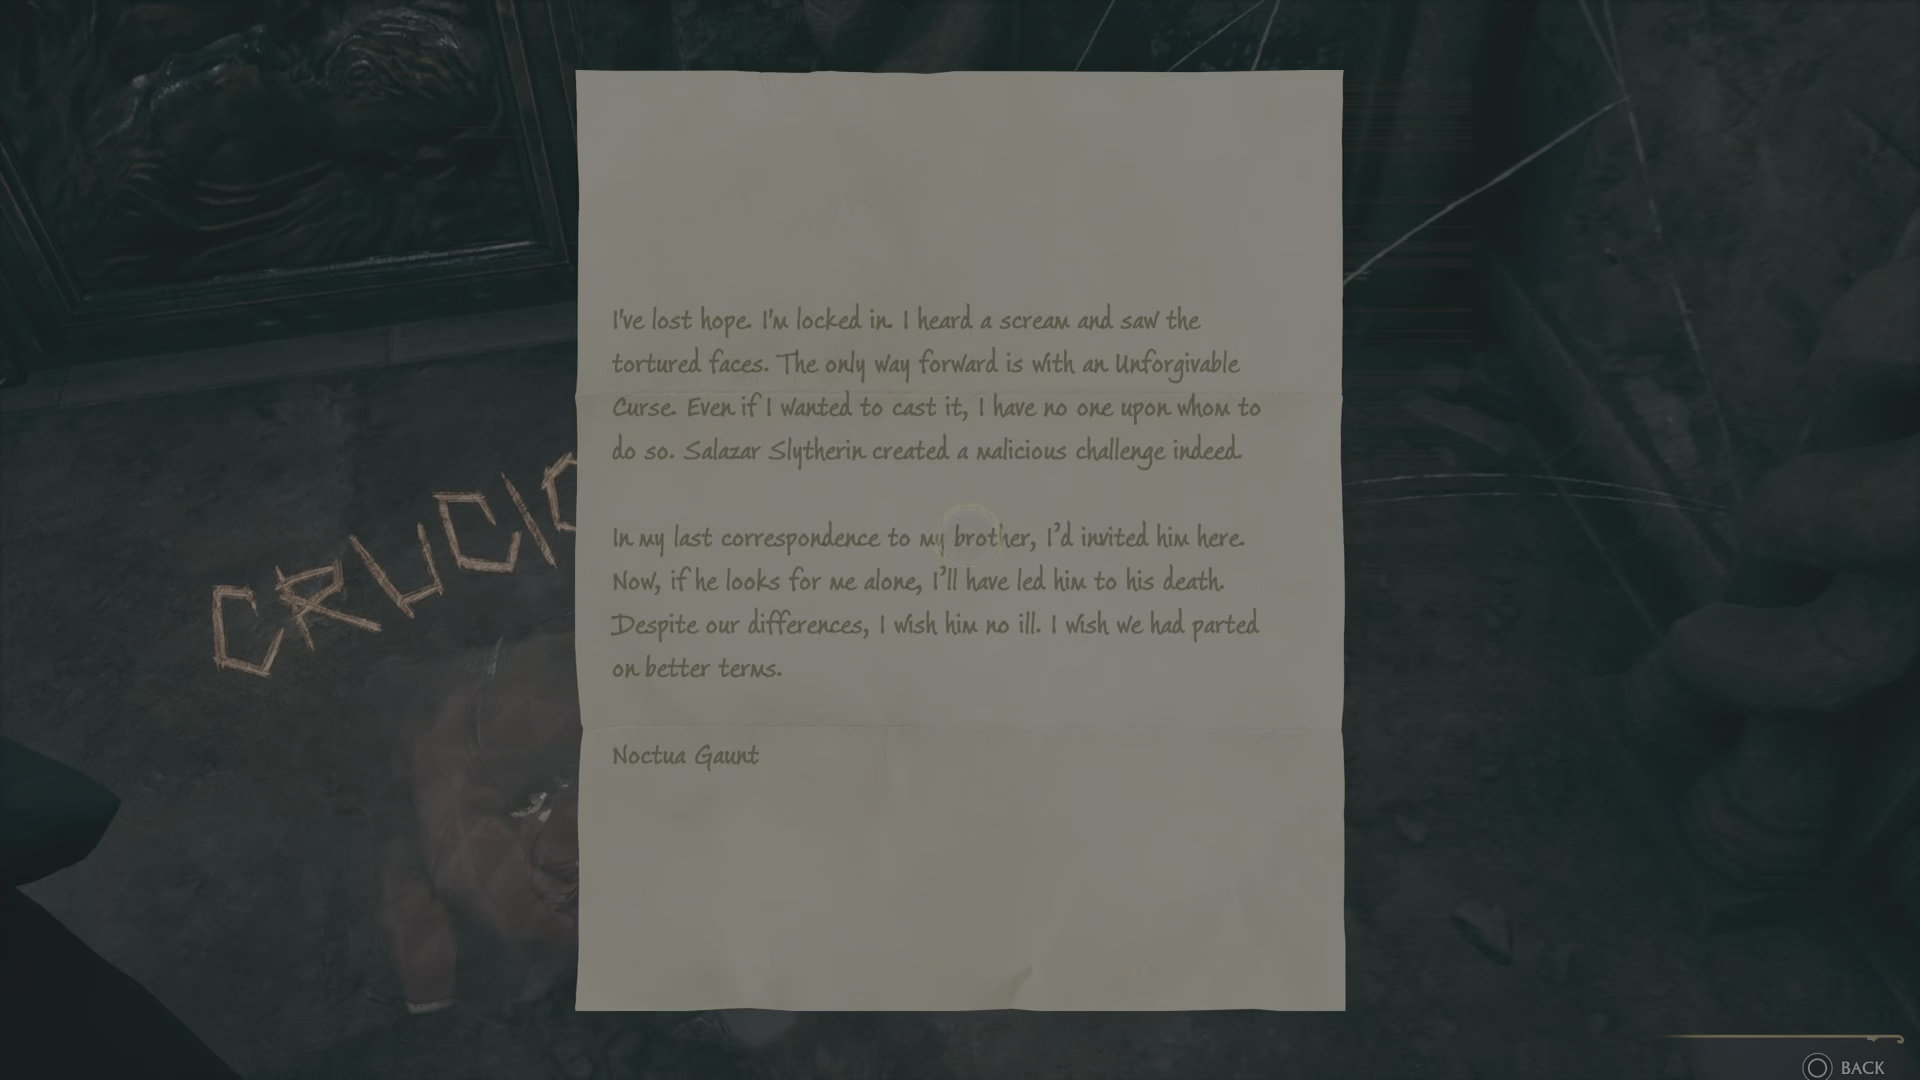 I've lost hope. I'm locked in. I heard a scream and saw the
tortured faces. The only way forward is with an Unforgivable
Curse. Even if I wanted to cast it, I have no one upon whom to
do so. Salazar Slytherin created a malicious challenge indeed.
In my last correspondence to my brother, I'd invited him here.
Now, if he looks for me alone, I'll have led him to his death.
Despite our differences, I wish him no ill. I wish we had parted
on better terms.
Noctua Gaunt
CRUCIO
BACK